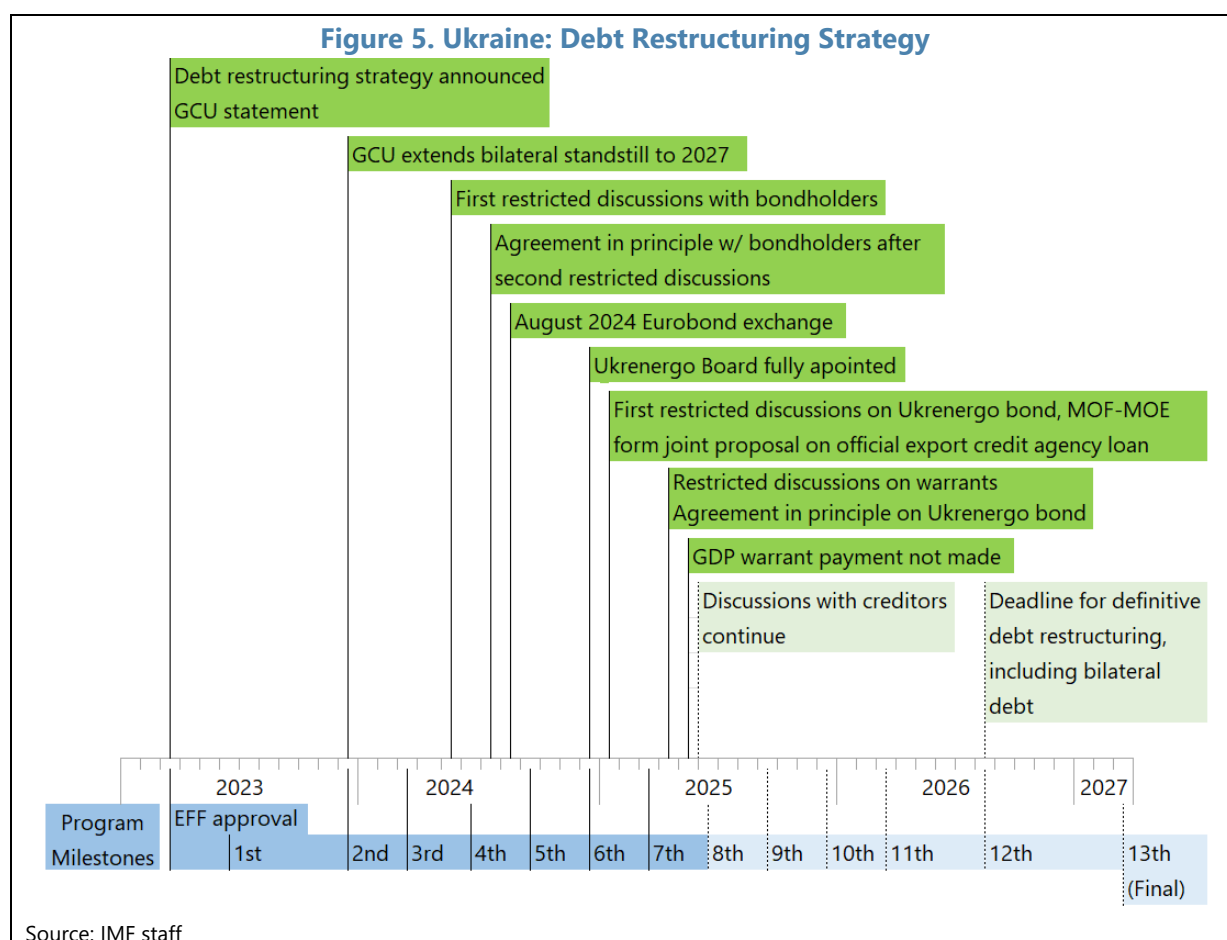 Figure 5. Ukraine: Debt Restructuring Strategy
Debt restructuring strategy announced
GCU statement
GCU extends bilateral standstill to 2027
First restricted discussions with bondholders
Agreement in principle w/ bondholders after
second restricted discussions
August 2024 Eurobond exchange
Ukrenergo Board fully apointed
First restricted discussions on Ukrenergo bond, MOF-MOE
form joint proposal on official export credit agency loan
Restricted discussions on warrants
Agreement in principle on Ukrenergo bond
GDP warrant payment not made
Discussions with creditors
continue
Deadline for definitive
debt restructuring,
including bilateral
debt
2023 2024 2025 2026 2027
Program
Milestones
EFF approval
1st 2nd 3rd 4th 5th 6th 7th 8th 9th 10th 11th 12th 13th
(Final)
Source: IMF staff